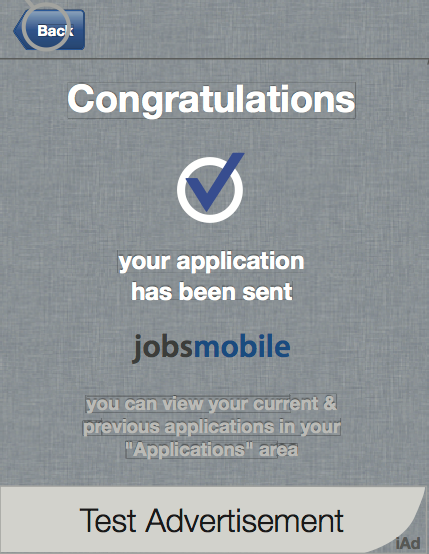 Back
Congratulations
your application
has been sent
jobsmobile
you can view your current &
previous applications in your
"Applications" area
Test Advertisement
iAd